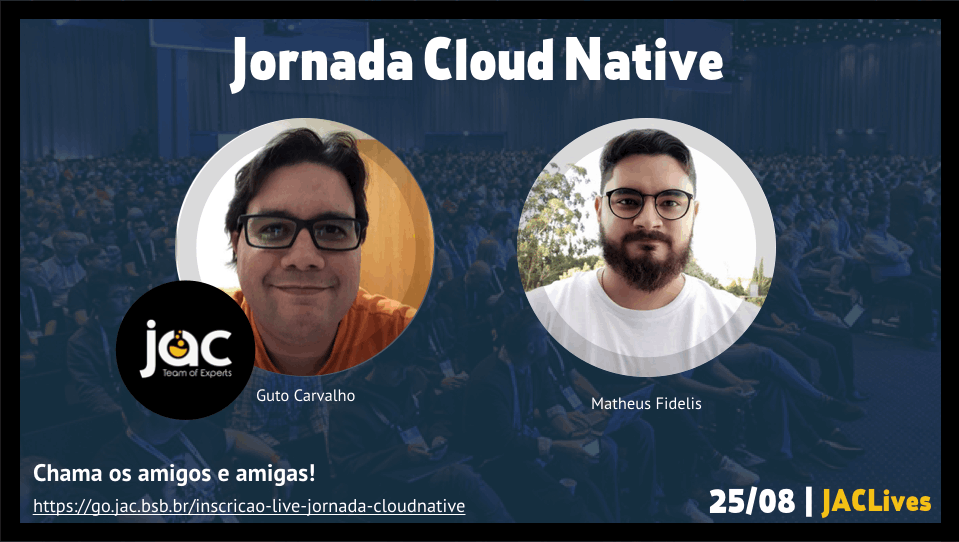 Jornada Cloud Native
jac
Team of Experts
Guto Carvalho
Matheus Fidelis
Chama os amigos e amigas!
https://go.jac.bsb.br/inscricao-live-jornada-cloudnative
25/08 | JACLives